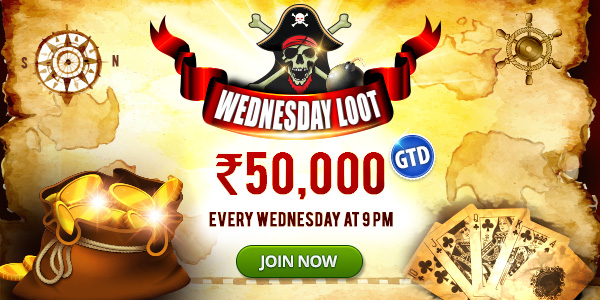 S
N
WEDNESDAY LOOT
₹50,000
GTD
EVERY WEDNESDAY AT 9 PM
JOIN NOW